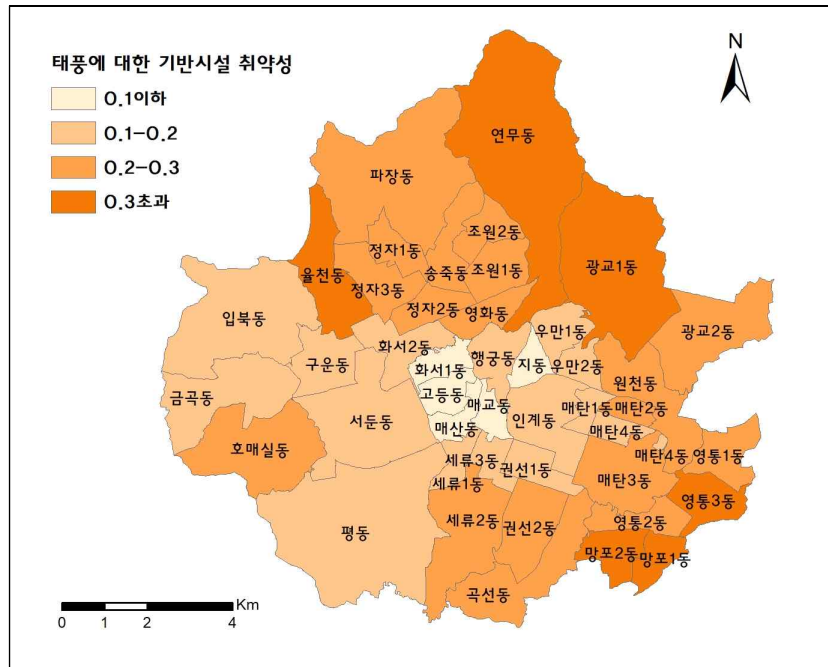 태풍에 대한 기반시설 취약성
0.1이하
0.1-0.2
0.2-0.3
0.3초과
N
연무동
파장동
조원2동
정자1동
송죽동
조원1동
광교1동
율천동
정자3동
정자2동
영화동
입북동
우만1동
광교2동
화서2동
행궁동
구운동
화서1동
지동
우만2동
원천동
금곡동
고등동
매교동
매탄1동
매탄2동
서둔동
매산동
인계동
매탄4동
호매실동
세류3동
권선1동
매탄4동
영통1동
세류1동
매탄3동
영통3동
평동
세류2동
권선2동
영통2동
망포2동
망포1동
곡선동
Km
0 1 2 4